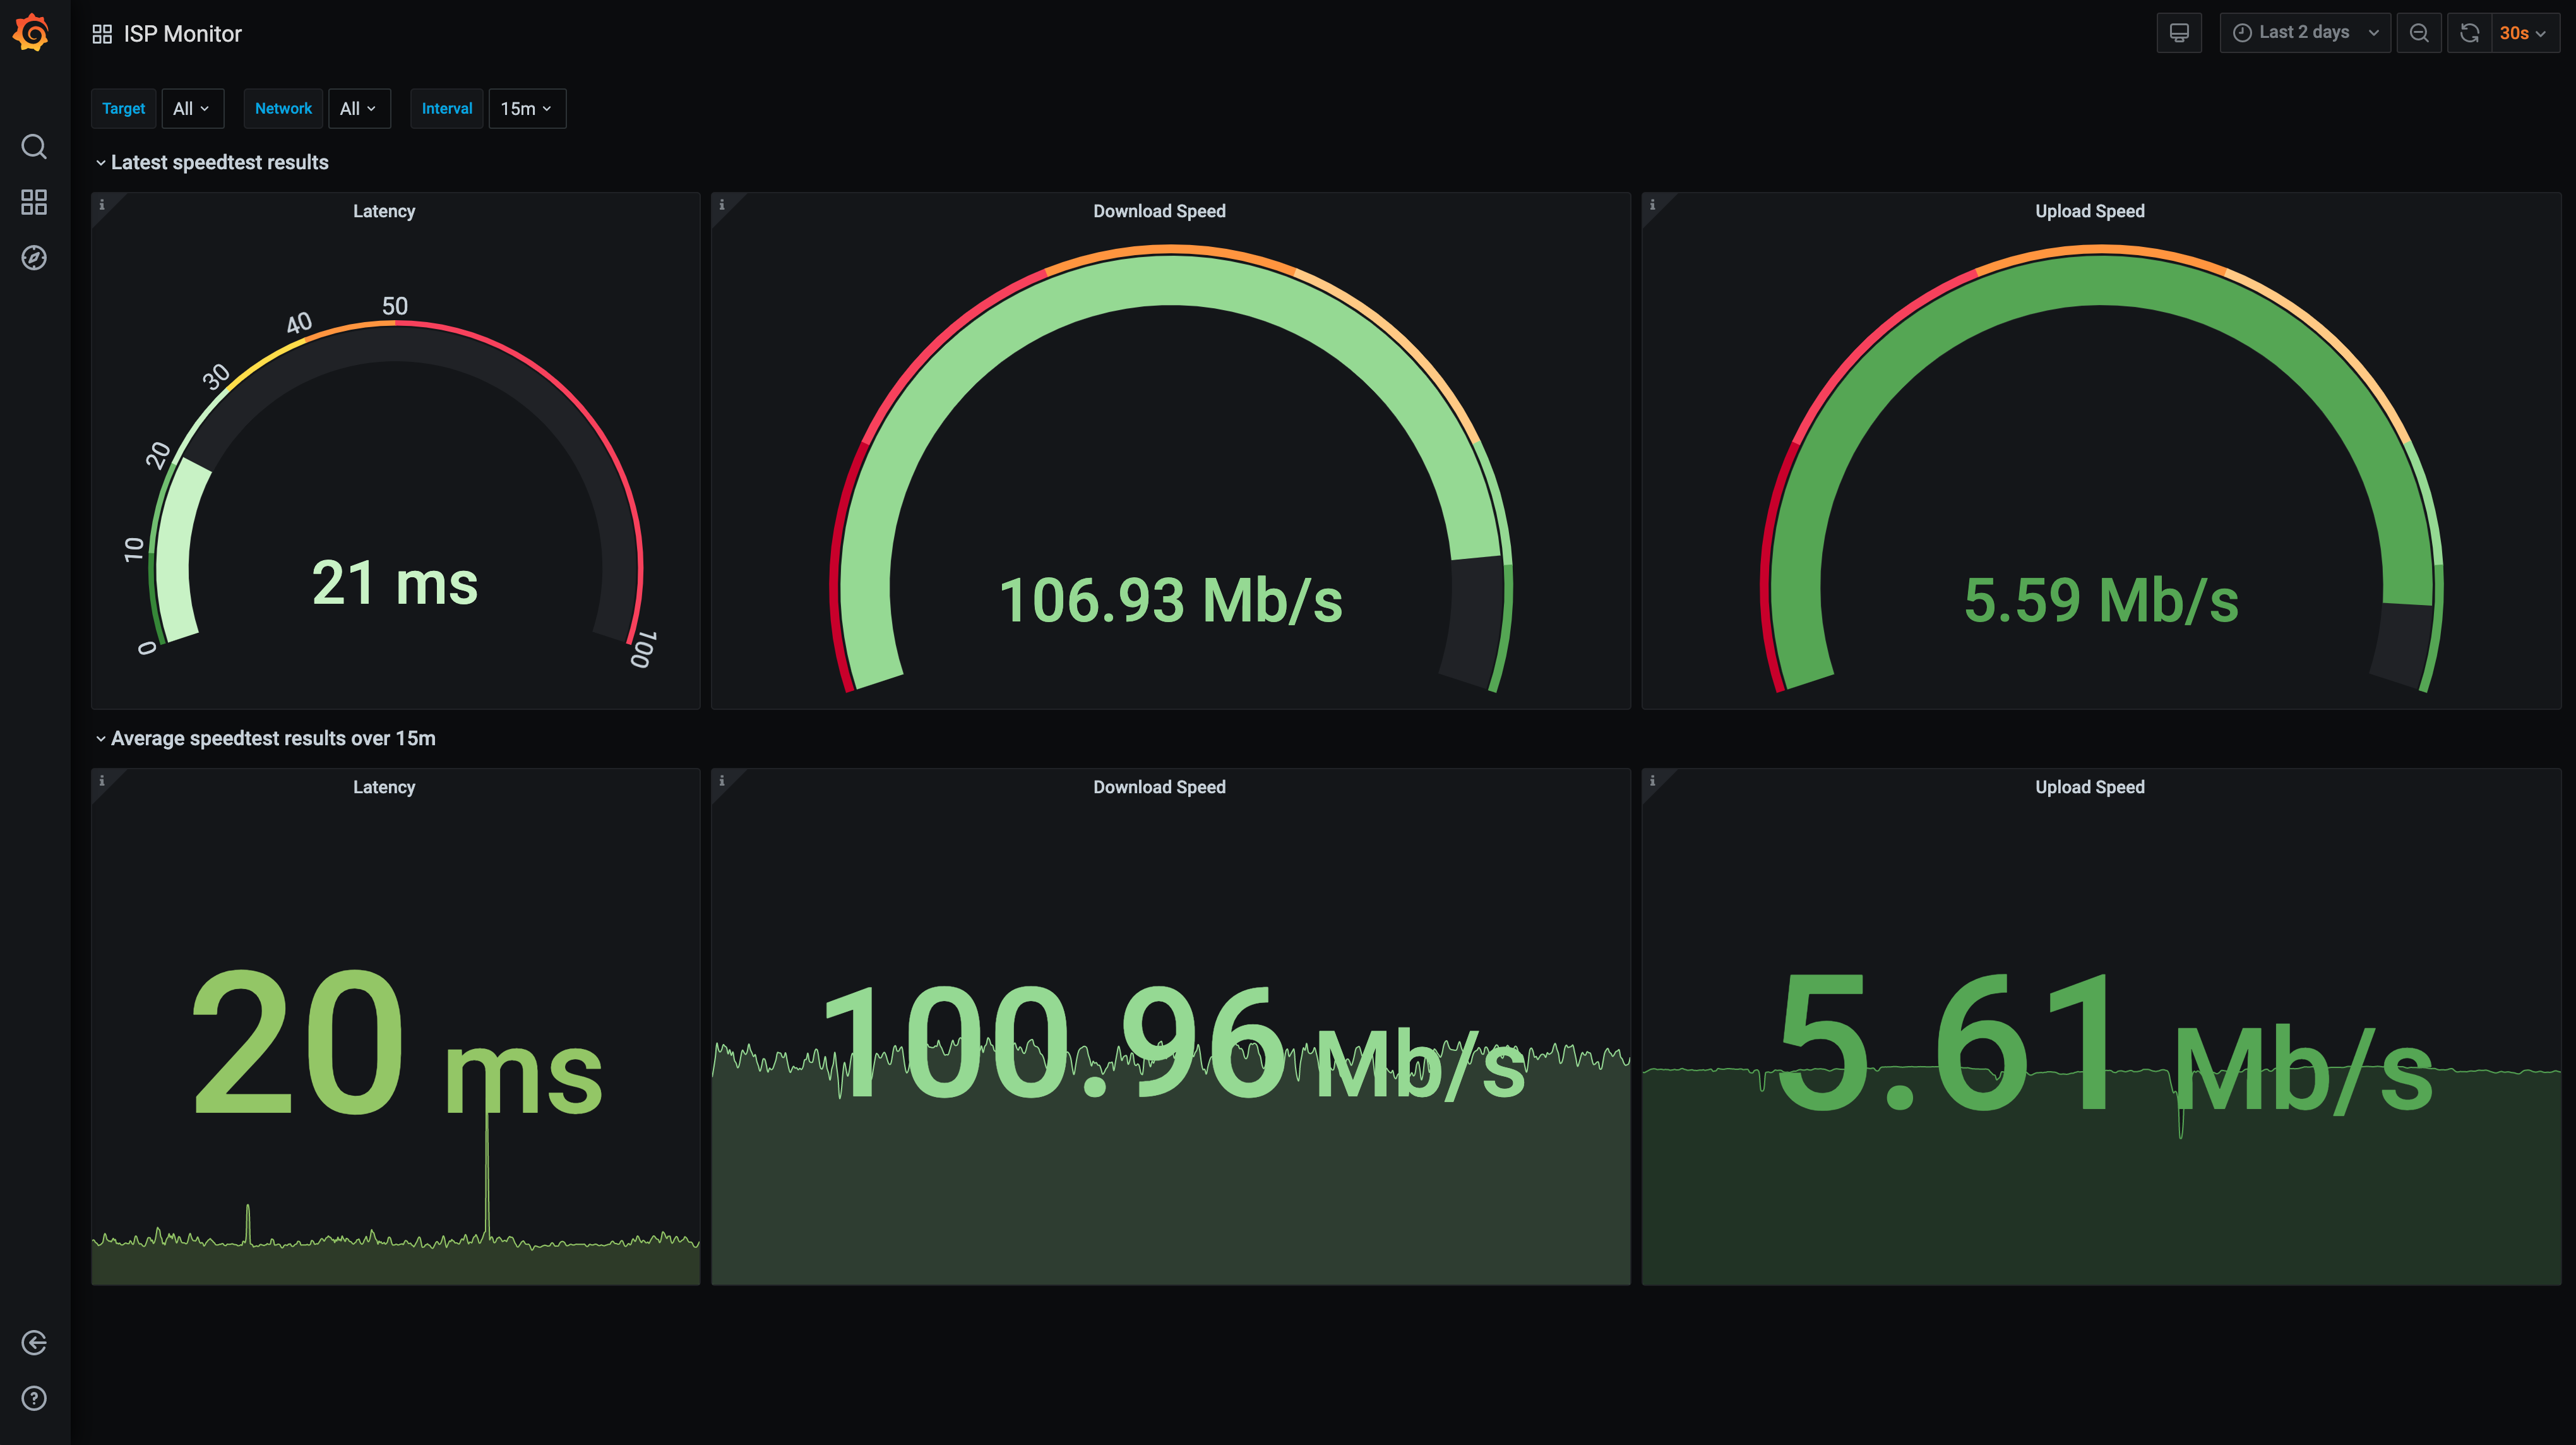 ISP Monitor
Last 2 days
30s
Target All Network All Interval 15m
Latest speedtest results
i Latency
0
10
20
30
40
50
100
21 ms
i Download Speed
106.93 Mb/s
i Upload Speed
5.59 Mb/s
Average speedtest results over 15m
i Latency
20 ms
i Download Speed
100.96 Mb/s
i Upload Speed
5.61 Mb/s
?